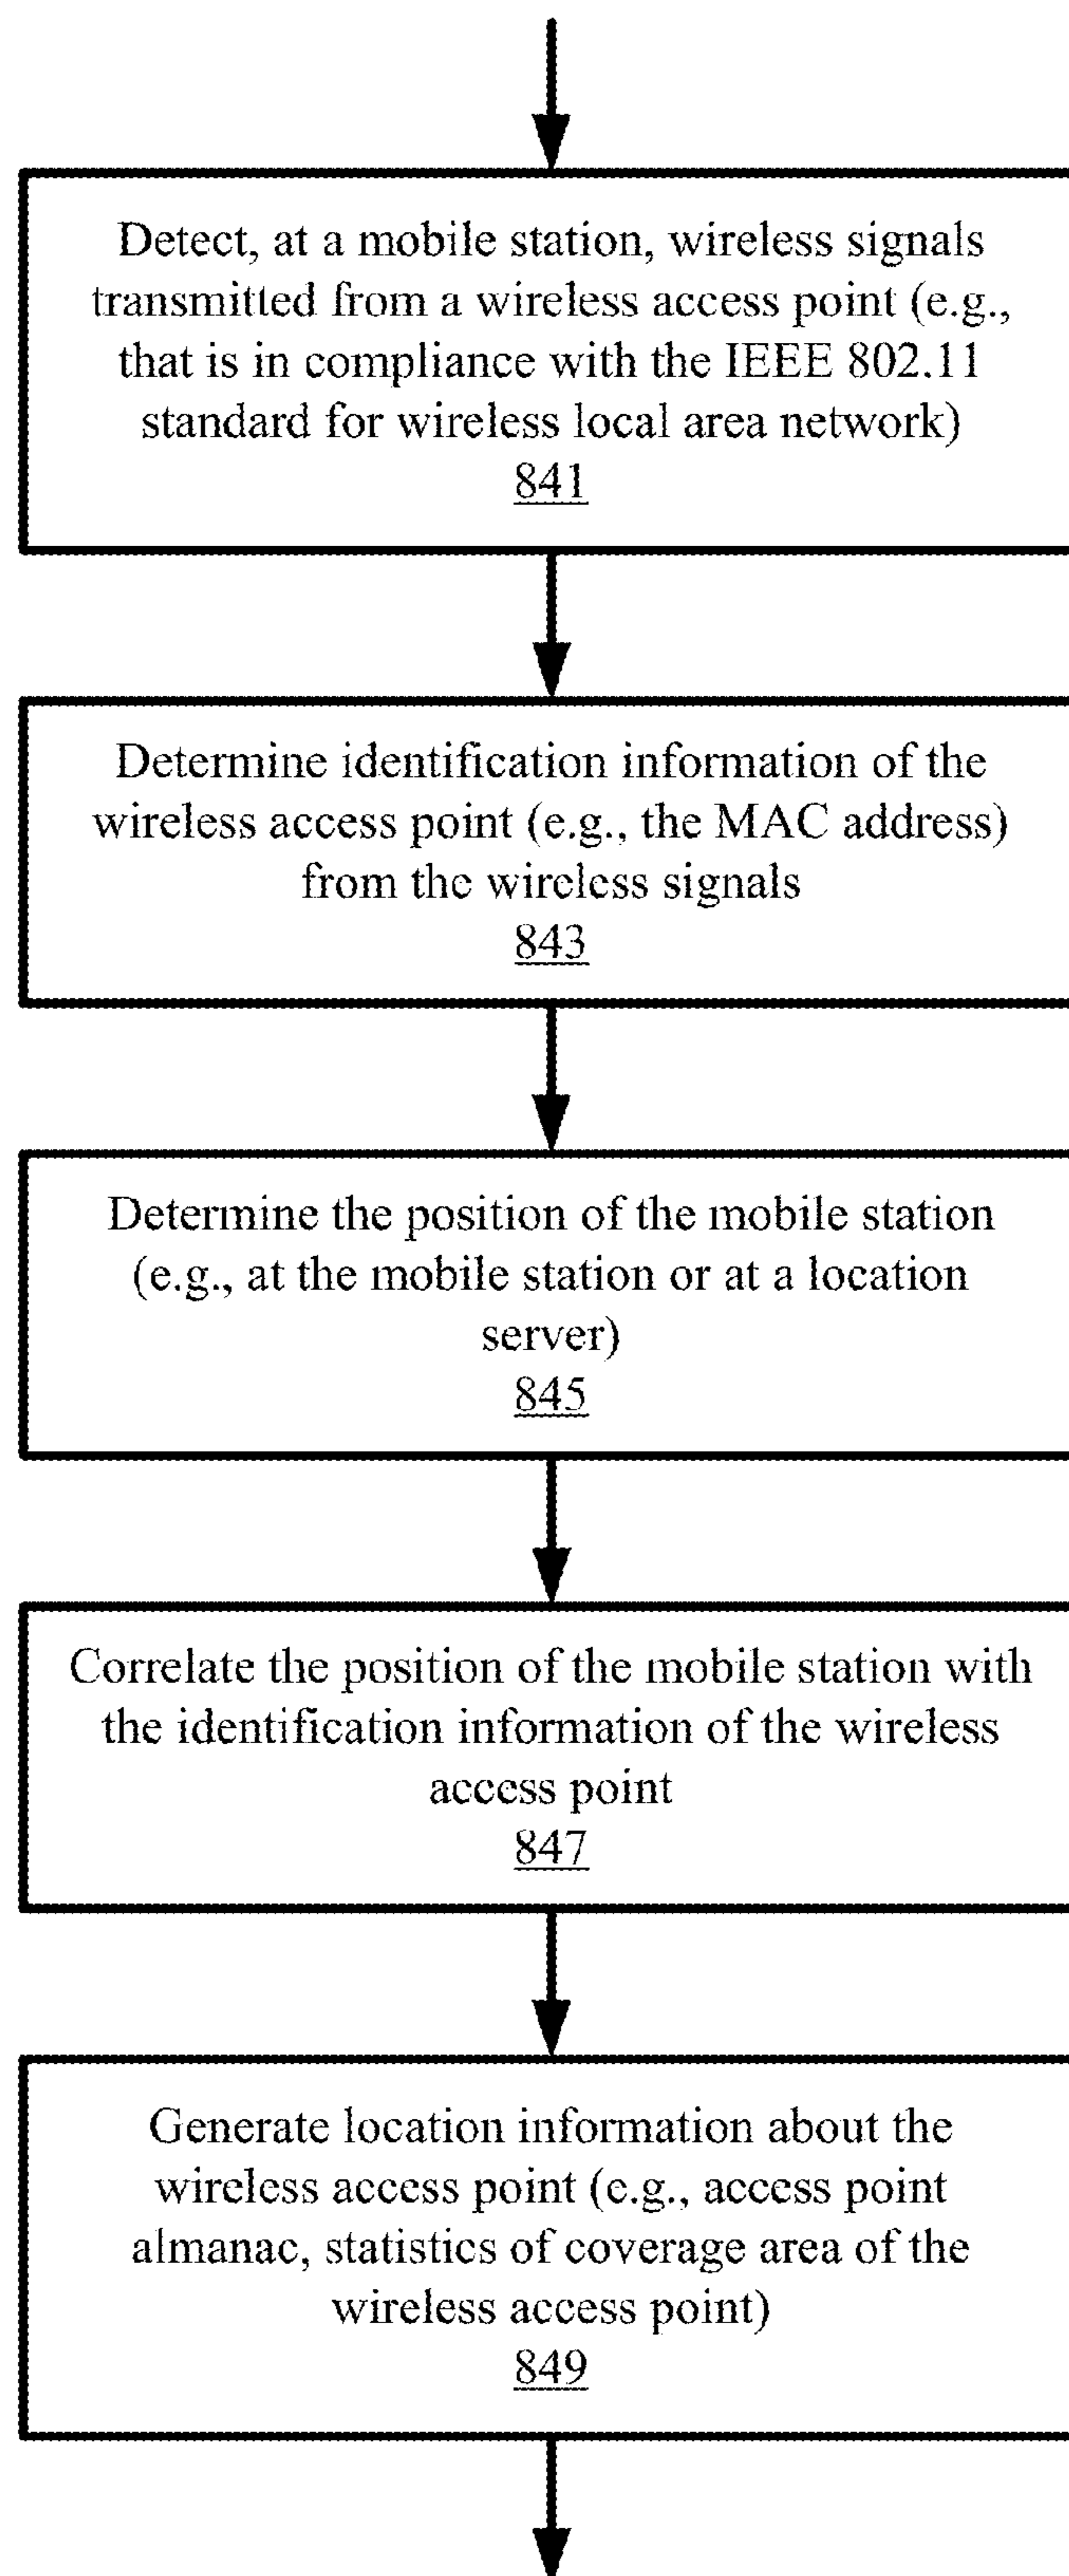 Detect, at a mobile station, wireless signals
transmitted from a wireless access point (e.g.,
that is in compliance with the IEEE 802.11
standard for wireless local area network)
841
Determine identification information of the
wireless access point (e.g., the MAC address)
from the wireless signals
843
Determine the position of the mobile station
(e.g., at the mobile station or at a location
server)
845
Correlate the position of the mobile station with
the identification information of the wireless
access point
847
Generate location information about the
wireless access point (e.g., access point
almanac, statistics of coverage area of the
wireless access point)
849